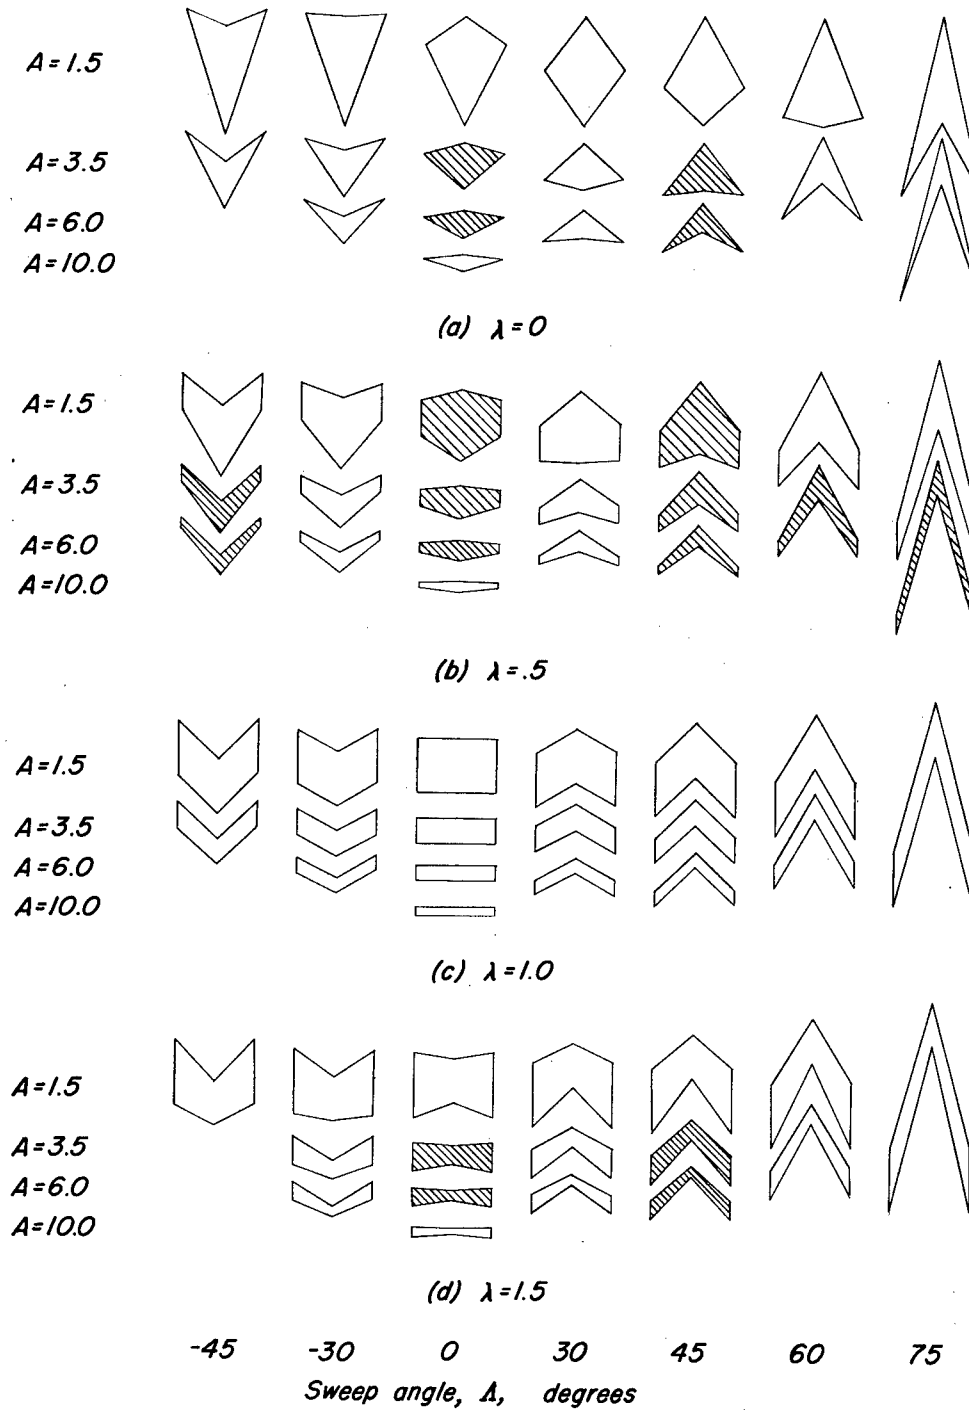 A=1.5
A=3.5
A=6.0
A=10.0
(a) λ=0
A=1.5
A=3.5
A=6.0
A=10.0
(b) λ=.5
A=1.5
A=3.5
A=6.0
A=10.0
(c) λ=1.0
A=1.5
A=3.5
A=6.0
A=10.0
(d) λ=1.5
-45 -30 0 30 45 60 75
Sweep angle, Λ, degrees